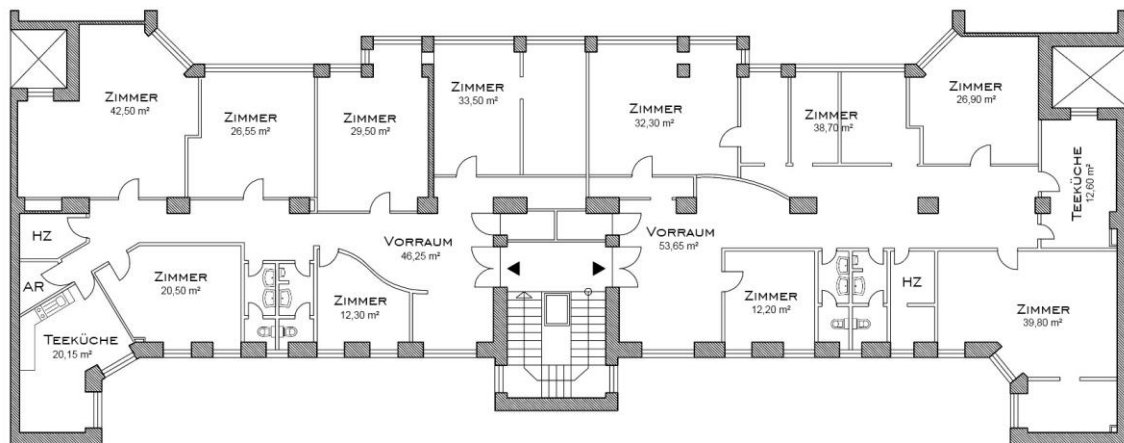 ZIMMER
42,50 m²
ZIMMER
26,55 m²
ZIMMER
29,50 m²
ZIMMER
33,50 m²
ZIMMER
32,30 m²
ZIMMER
38,70 m²
ZIMMER
26,90 m²
TEEKÜCHE
12,60 m²
HZ
VORRAUM
46,25 m²
VORRAUM
53,65 m²
AR
ZIMMER
20,50 m²
ZIMMER
12,30 m²
ZIMMER
12,20 m²
HZ
ZIMMER
39,80 m²
TEEKÜCHE
20,15 m²